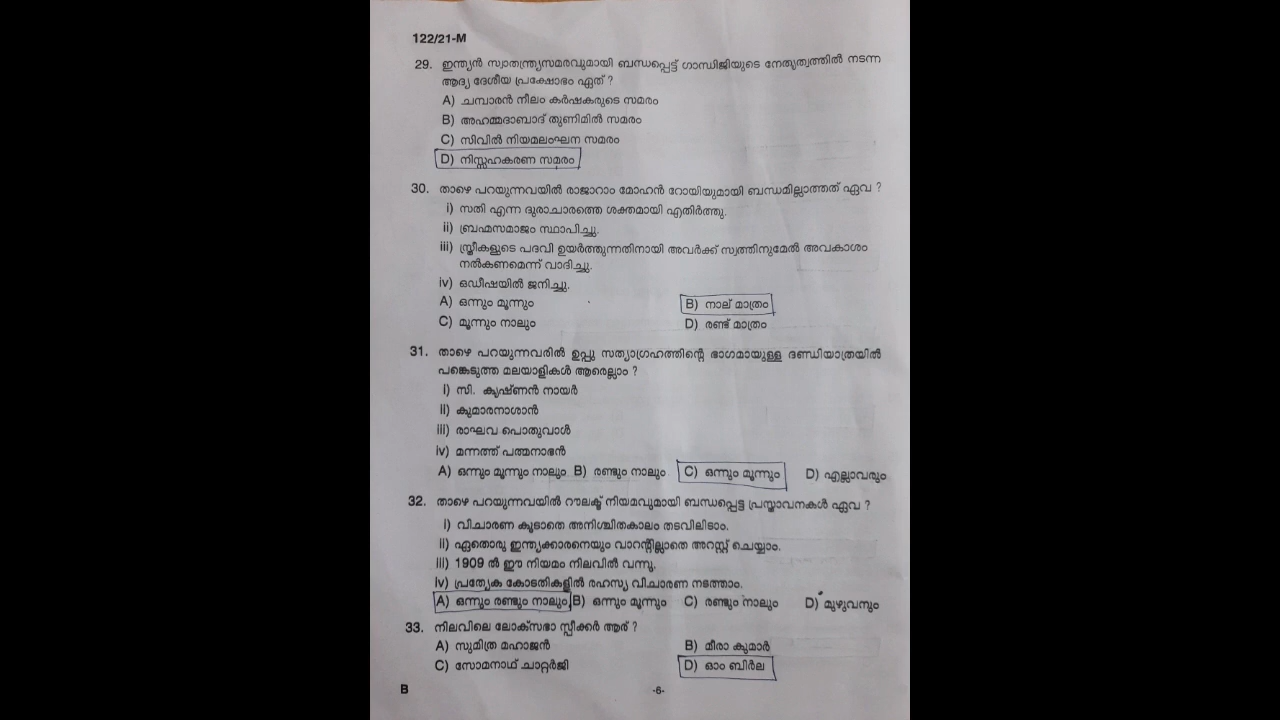 122/21-M
29. ഇന്ത്യൻ സ്വാതന്ത്ര്യസമരവുമായി ബന്ധപ്പെട്ട് ഗാന്ധിജിയുടെ നേതൃത്വത്തിൽ നടന്ന
ആദ്യ ദേശീയ പ്രക്ഷോഭം ഏത് ?
A) ചമ്പാരൻ നീലം കർഷകരുടെ സമരം
B) അഹമ്മദാബാദ് തുണിമിൽ സമരം
C) സിവിൽ നിയമലംഘന സമരം
D) നിസ്സഹകരണ സമരം
30. താഴെ പറയുന്നവയിൽ രാജാറാം മോഹൻ റോയിയുമായി ബന്ധമില്ലാത്തത് ഏവ ?
i) സതി എന്ന ദുരാചാരത്തെ ശക്തമായി എതിർത്തു.
ii) ബ്രഹ്മസമാജം സ്ഥാപിച്ചു.
iii) സ്ത്രീകളുടെ പദവി ഉയർത്തുന്നതിനായി അവർക്ക് സ്വത്തിനുമേൽ അവകാശം
നൽകണമെന്ന് വാദിച്ചു.
iv) ഒഡീഷയിൽ ജനിച്ചു.
A) ഒന്നും മൂന്നും B) നാല് മാത്രം
C) മൂന്നും നാലും D) രണ്ട് മാത്രം
31. താഴെ പറയുന്നവരിൽ ഉപ്പു സത്യാഗ്രഹത്തിന്റെ ഭാഗമായുള്ള ദണ്ഡിയാത്രയിൽ
പങ്കെടുത്ത മലയാളികൾ ആരെല്ലാം ?
i) സി. കൃഷ്ണൻ നായർ
ii) കുമാരനാശാൻ
iii) രാഘവ പൊതുവാൾ
iv) മന്നത്ത് പത്മനാഭൻ
A) ഒന്നും മൂന്നും നാലും B) രണ്ടും നാലും C) ഒന്നും മൂന്നും D) എല്ലാവരും
32. താഴെ പറയുന്നവയിൽ റൗലക്ട് നിയമവുമായി ബന്ധപ്പെട്ട പ്രസ്താവനകൾ ഏവ ?
i) വിചാരണ കൂടാതെ അനിശ്ചിതകാലം തടവിലിടാം.
ii) ഏതൊരു ഇന്ത്യക്കാരനെയും വാറന്റില്ലാതെ അറസ്റ്റ് ചെയ്യാം.
iii) 1909 ൽ ഈ നിയമം നിലവിൽ വന്നു.
iv) പ്രത്യേക കോടതികളിൽ രഹസ്യ വിചാരണ നടത്താം.
A) ഒന്നും രണ്ടും നാലും B) ഒന്നും മൂന്നും C) രണ്ടും നാലും D) മുഴുവനും
33. നിലവിലെ ലോക്സഭാ സ്പീക്കർ ആര് ?
A) സുമിത്ര മഹാജൻ B) മീരാ കുമാർ
C) സോമനാഥ് ചാറ്റർജി D) ഓം ബിർല
B -6-